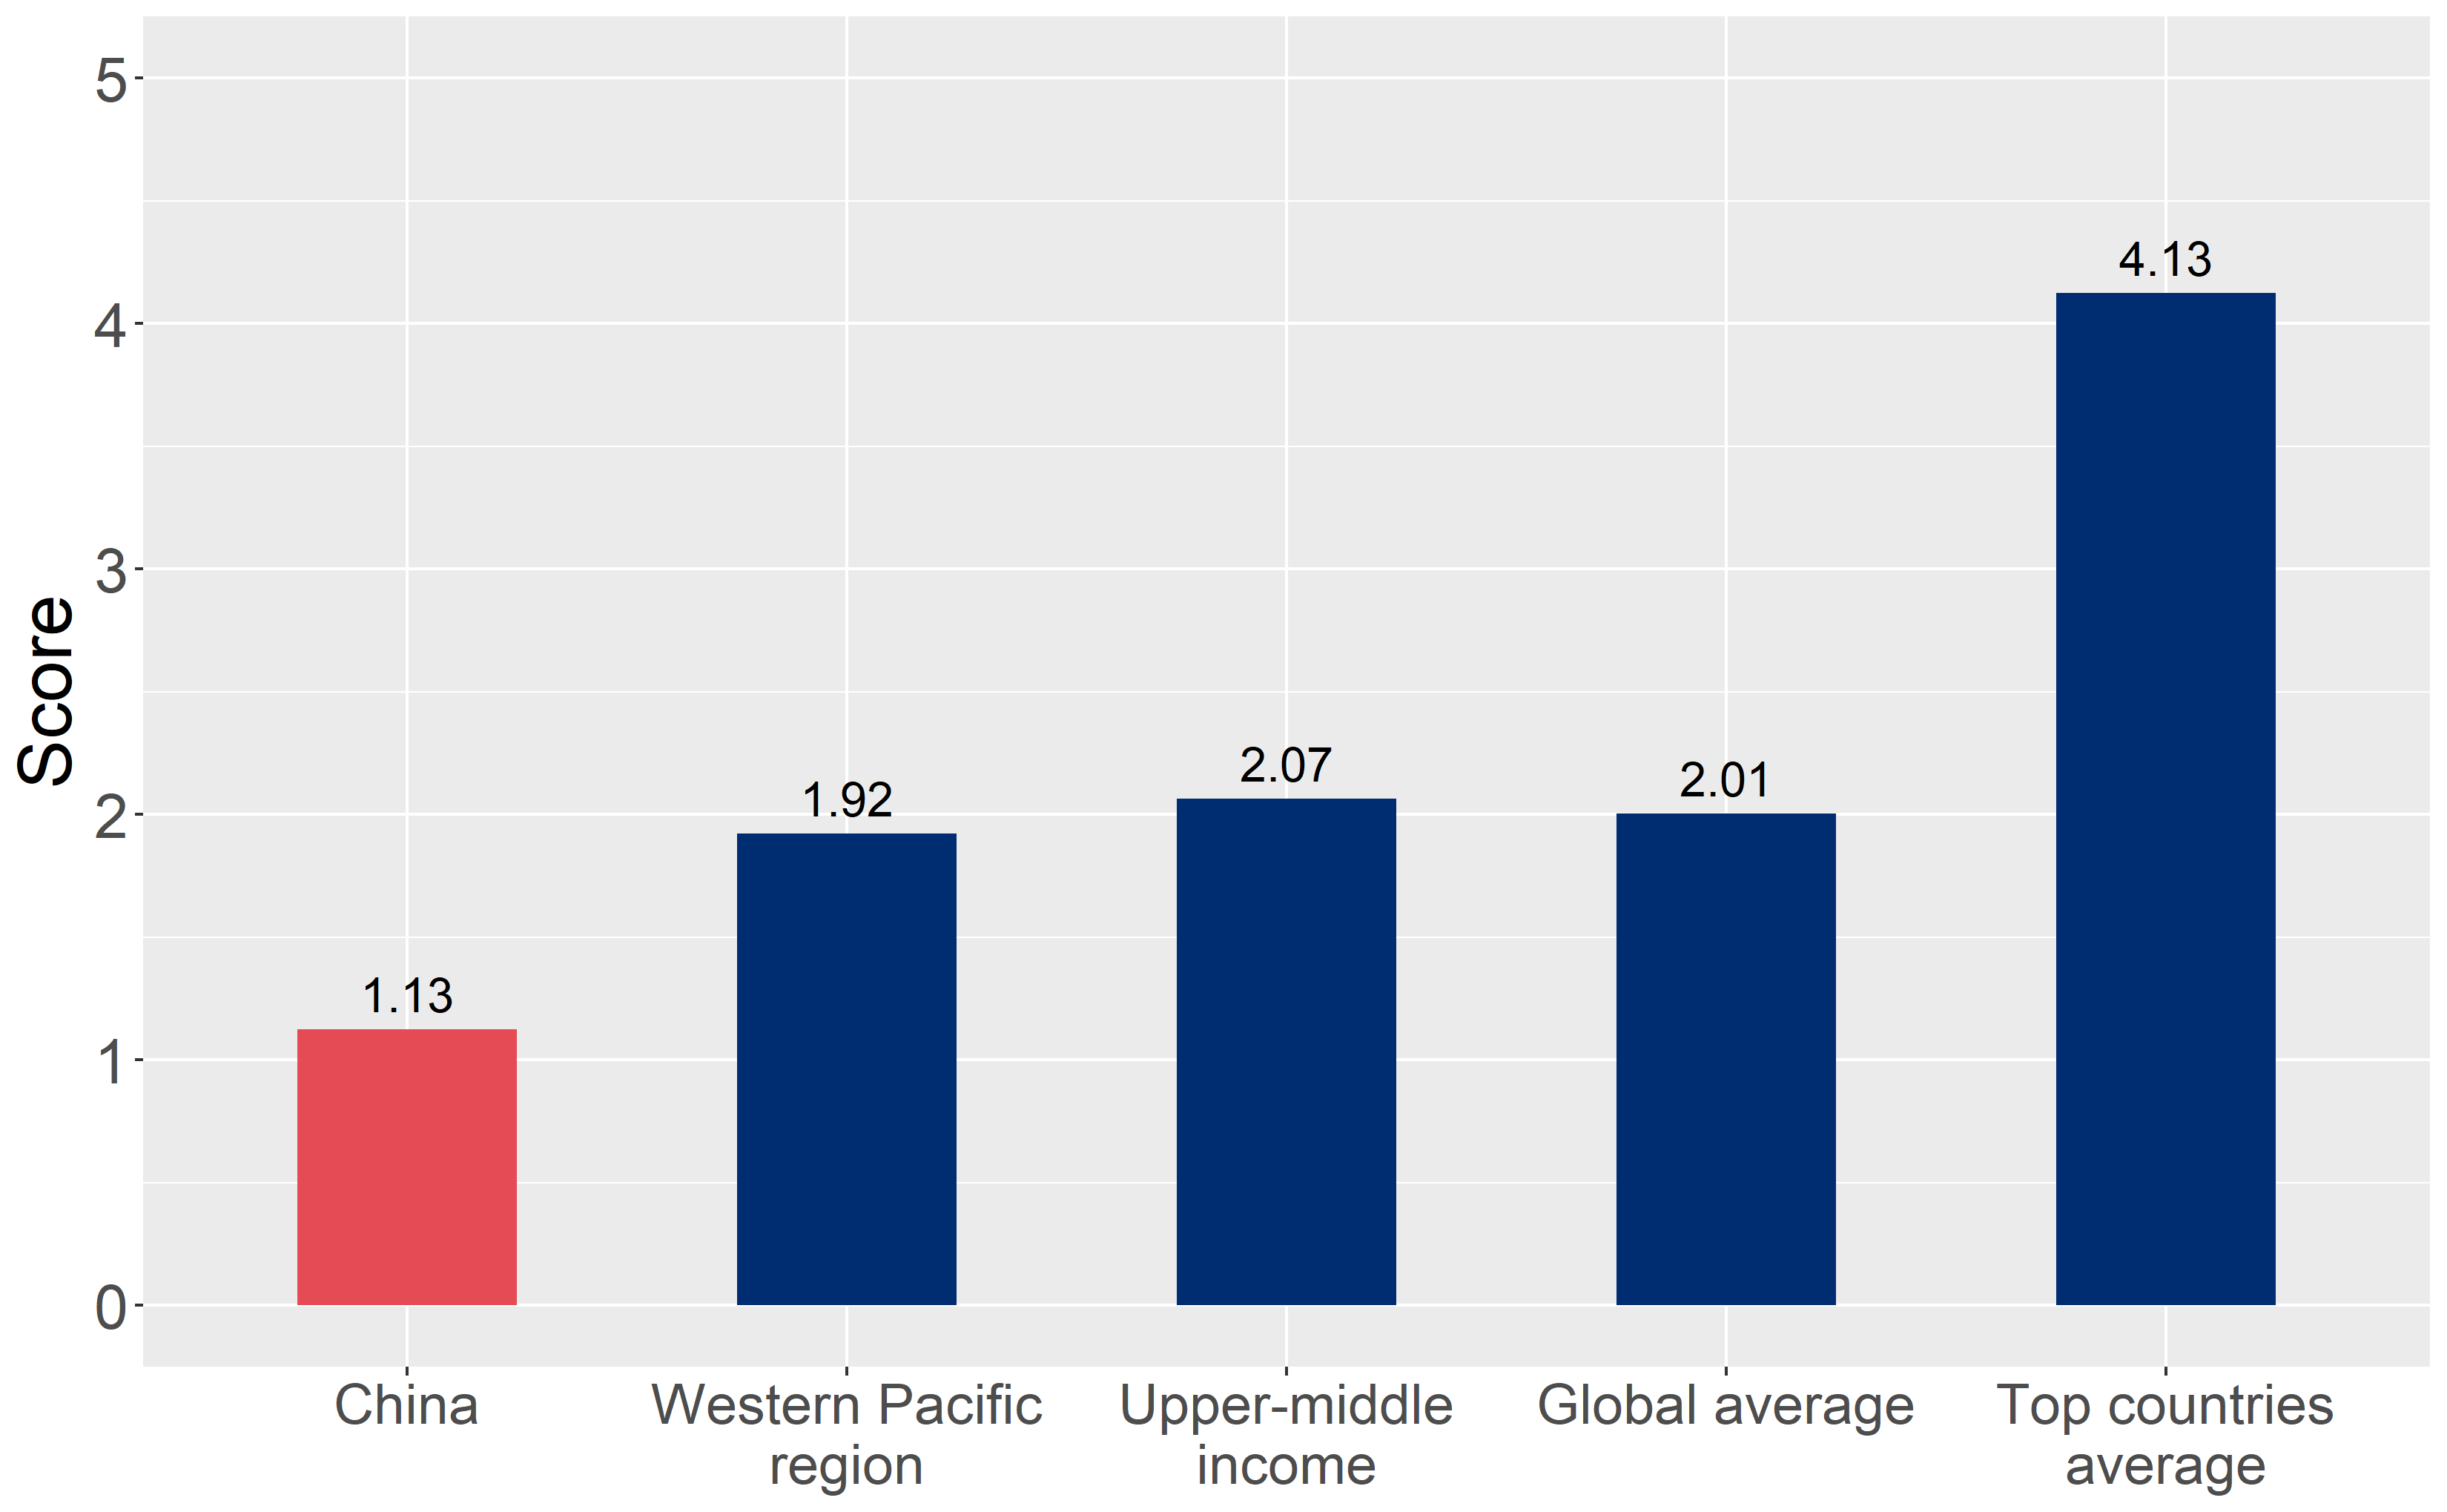 Score
5
4
3
2
1
0
1.13
1.92
2.07
2.01
4.13
China
Western Pacific
region
Upper-middle
income
Global average
Top countries
average